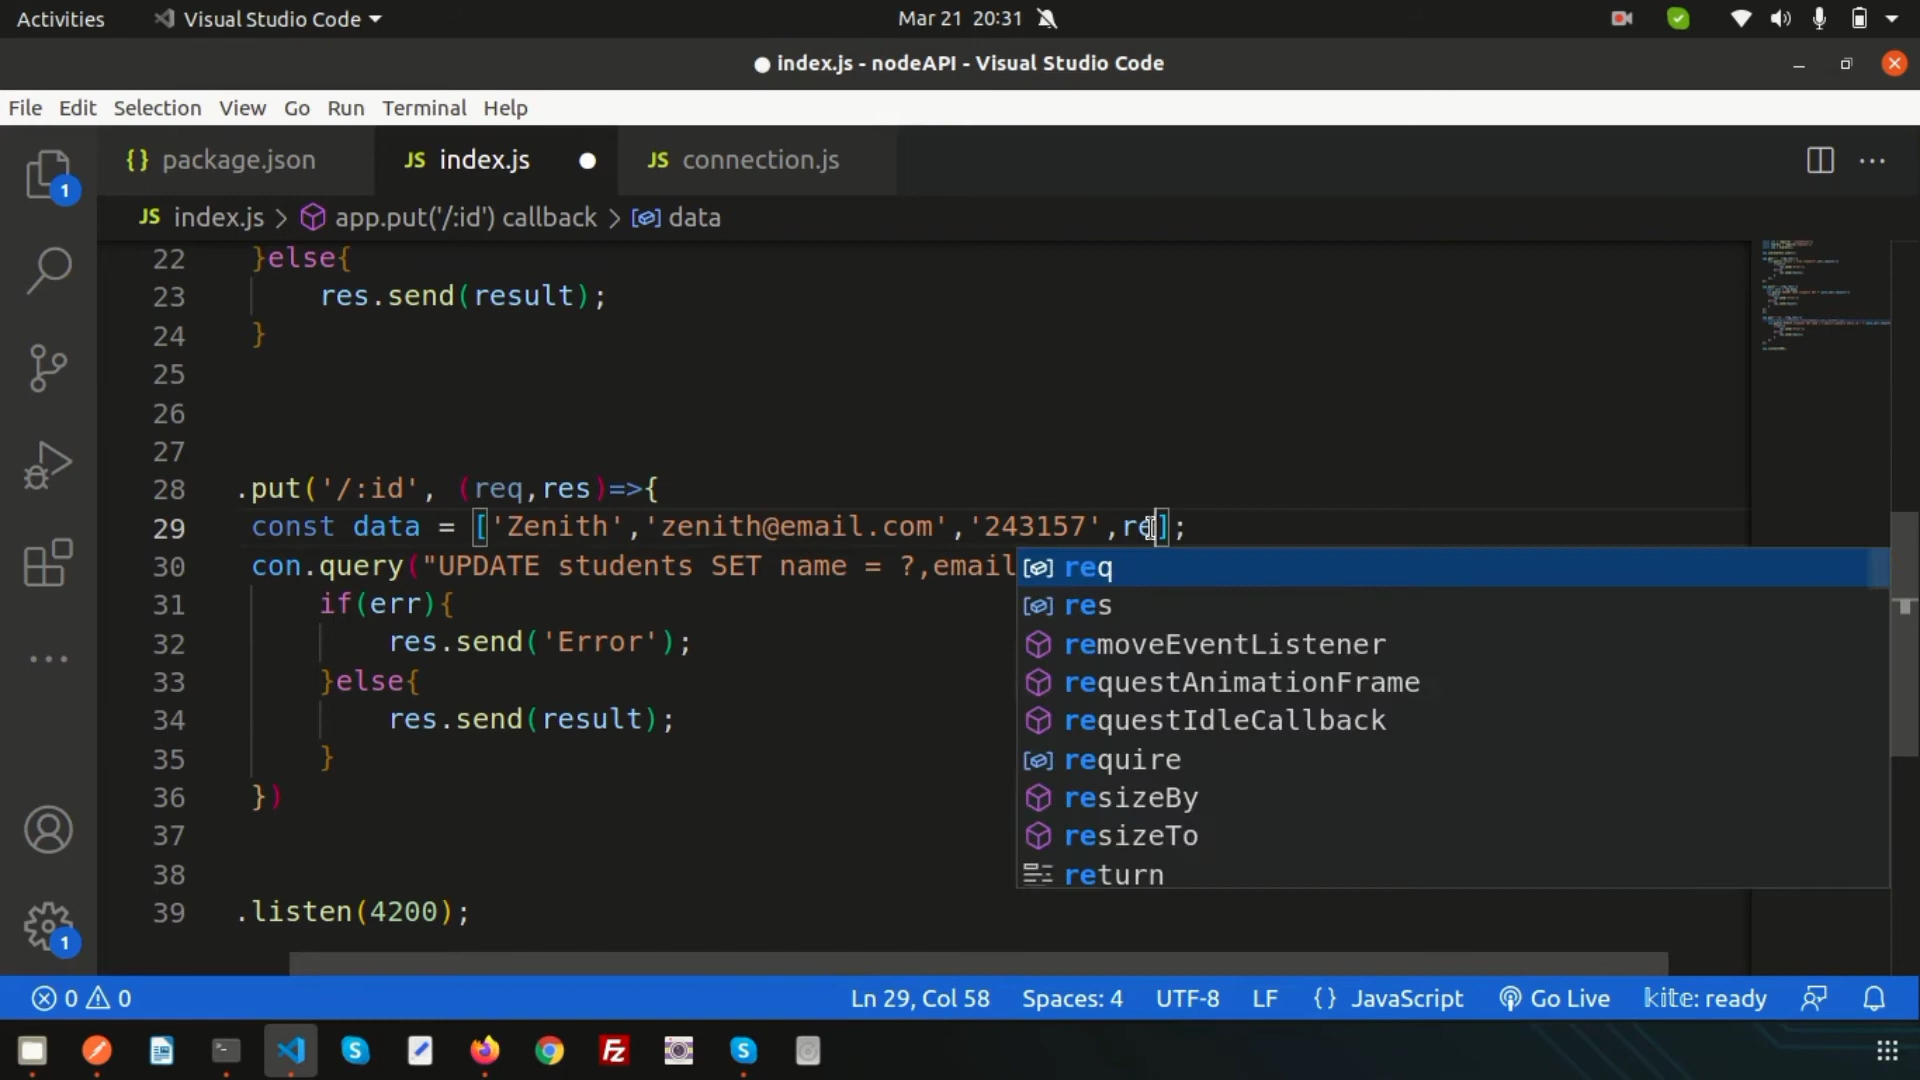 Activities Visual Studio Code Mar 21 20:31
index.js - nodeAPI - Visual Studio Code
File Edit Selection View Go Run Terminal Help
{} package.json JS index.js JS connection.js
1
JS index.js > app.put('/:id') callback > data
22 }else{
23 res.send(result);
24 }
25
26
27
28 .put('/:id', (req,res)=>{
29 const data = ['Zenith','zenith@email.com','243157',re];
30 con.query("UPDATE students SET name = ?,email
req
31 if(err){
res
32 res.send('Error');
removeEventListener
33 }else{
requestAnimationFrame
34 res.send(result);
requestIdleCallback
35 }
require
36 })
resizeBy
37
resizeTo
38
return
39 .listen(4200);
1
0 0 Ln 29, Col 58 Spaces: 4 UTF-8 LF {} JavaScript Go Live kite: ready